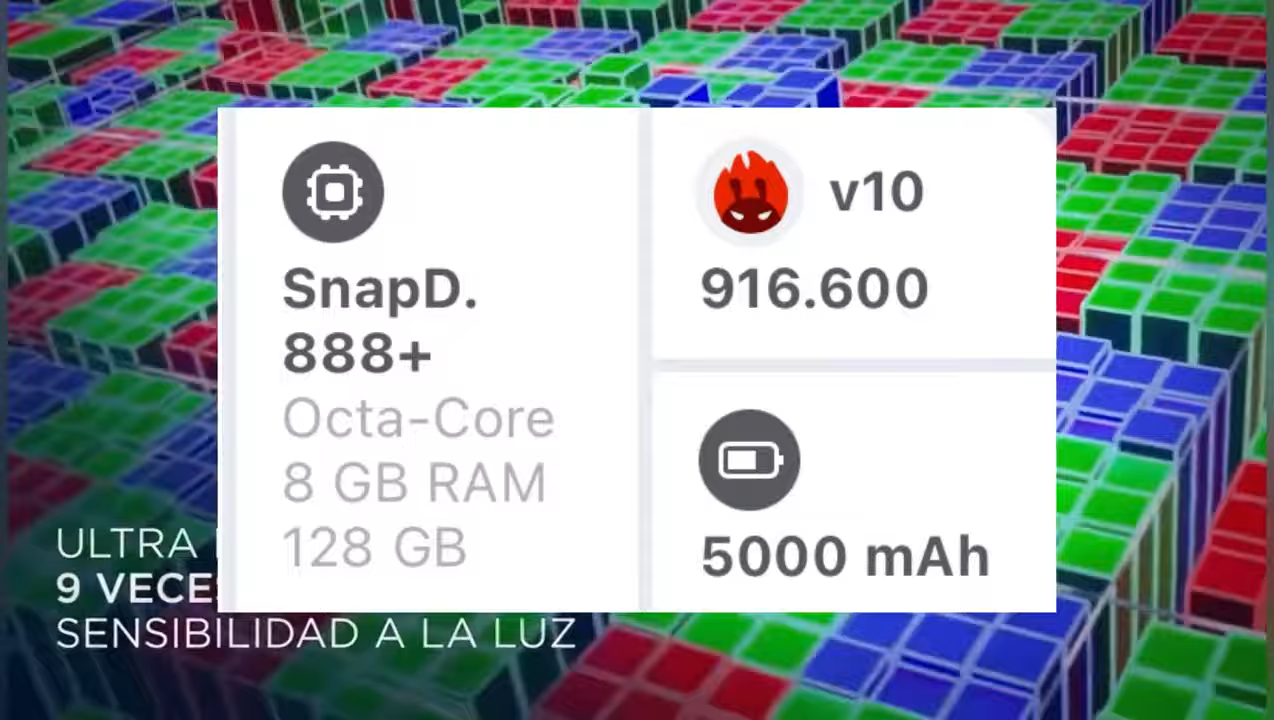 SnapD.
888+
Octa-Core
8 GB RAM
128 GB
v10
916.600
5000 mAh
ULTRA
9
SENSIBILIDAD A LA LUZ